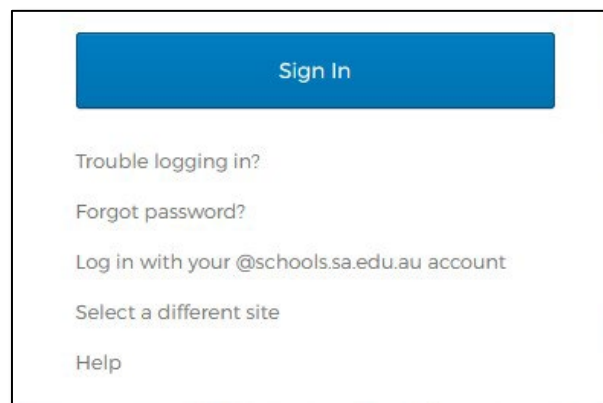 Sign In
Trouble logging in?
Forgot password?
Log in with your @schools.sa.edu.au account
Select a different site
Help